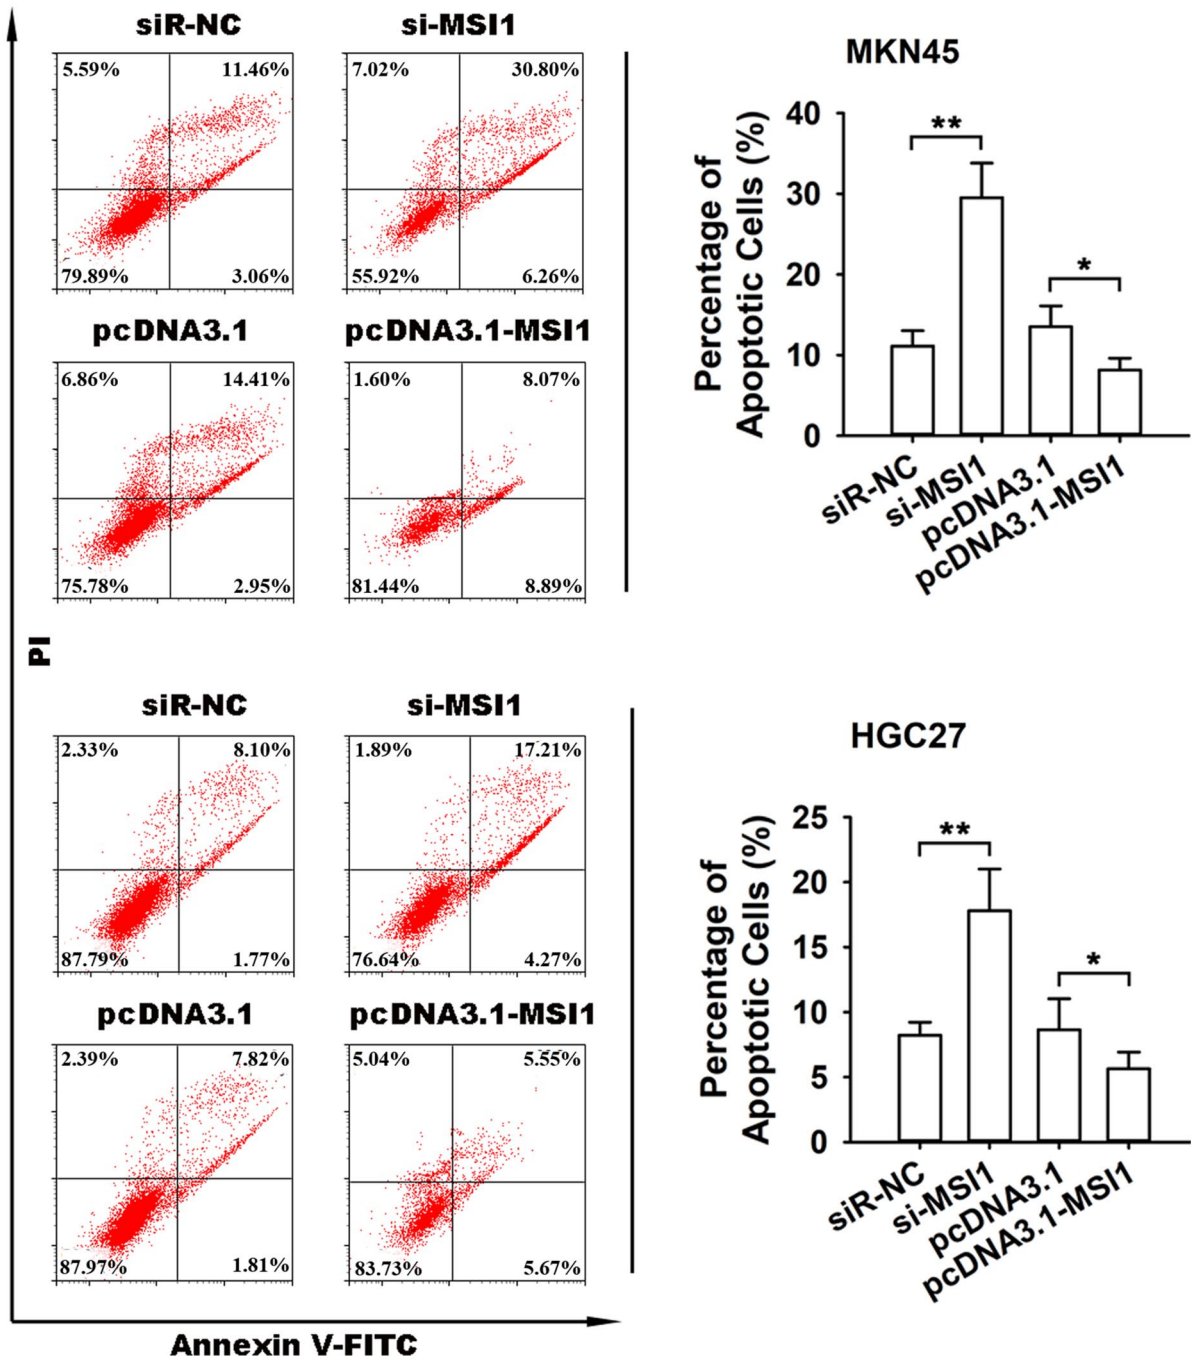 siR-NC
si-MSI1
5.59%
11.46%
7.02%
30.80%
79.89%
3.06%
55.92%
6.26%
pcDNA3.1
pcDNA3.1-MSI1
6.86%
14.41%
1.60%
8.07%
75.78%
2.95%
81.44%
8.89%
MKN45
Percentage of
Apoptotic Cells (%)
40
30
20
10
0
**
*
siR-NC
si-MSI1
pcDNA3.1
pcDNA3.1-MSI1
PI
siR-NC
si-MSI1
2.33%
8.10%
1.89%
17.21%
87.79%
1.77%
76.64%
4.27%
pcDNA3.1
pcDNA3.1-MSI1
2.39%
7.82%
5.04%
5.55%
87.97%
1.81%
83.73%
5.67%
HGC27
Percentage of
Apoptotic Cells (%)
25
20
15
10
5
0
**
*
siR-NC
si-MSI1
pcDNA3.1
pcDNA3.1-MSI1
Annexin V-FITC